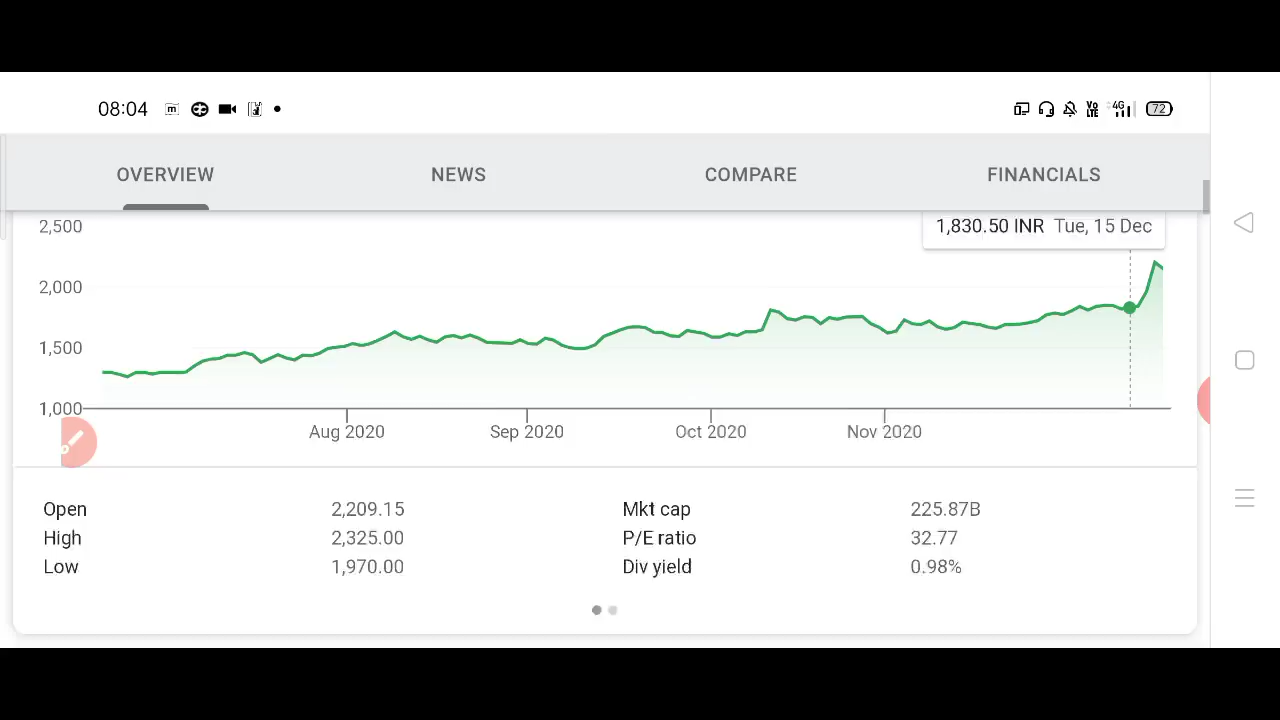 08:04 72
OVERVIEW NEWS COMPARE FINANCIALS
2,500 1,830.50 INR Tue, 15 Dec
2,000
1,500
1,000
Aug 2020 Sep 2020 Oct 2020 Nov 2020
Open 2,209.15 Mkt cap 225.87B
High 2,325.00 P/E ratio 32.77
Low 1,970.00 Div yield 0.98%